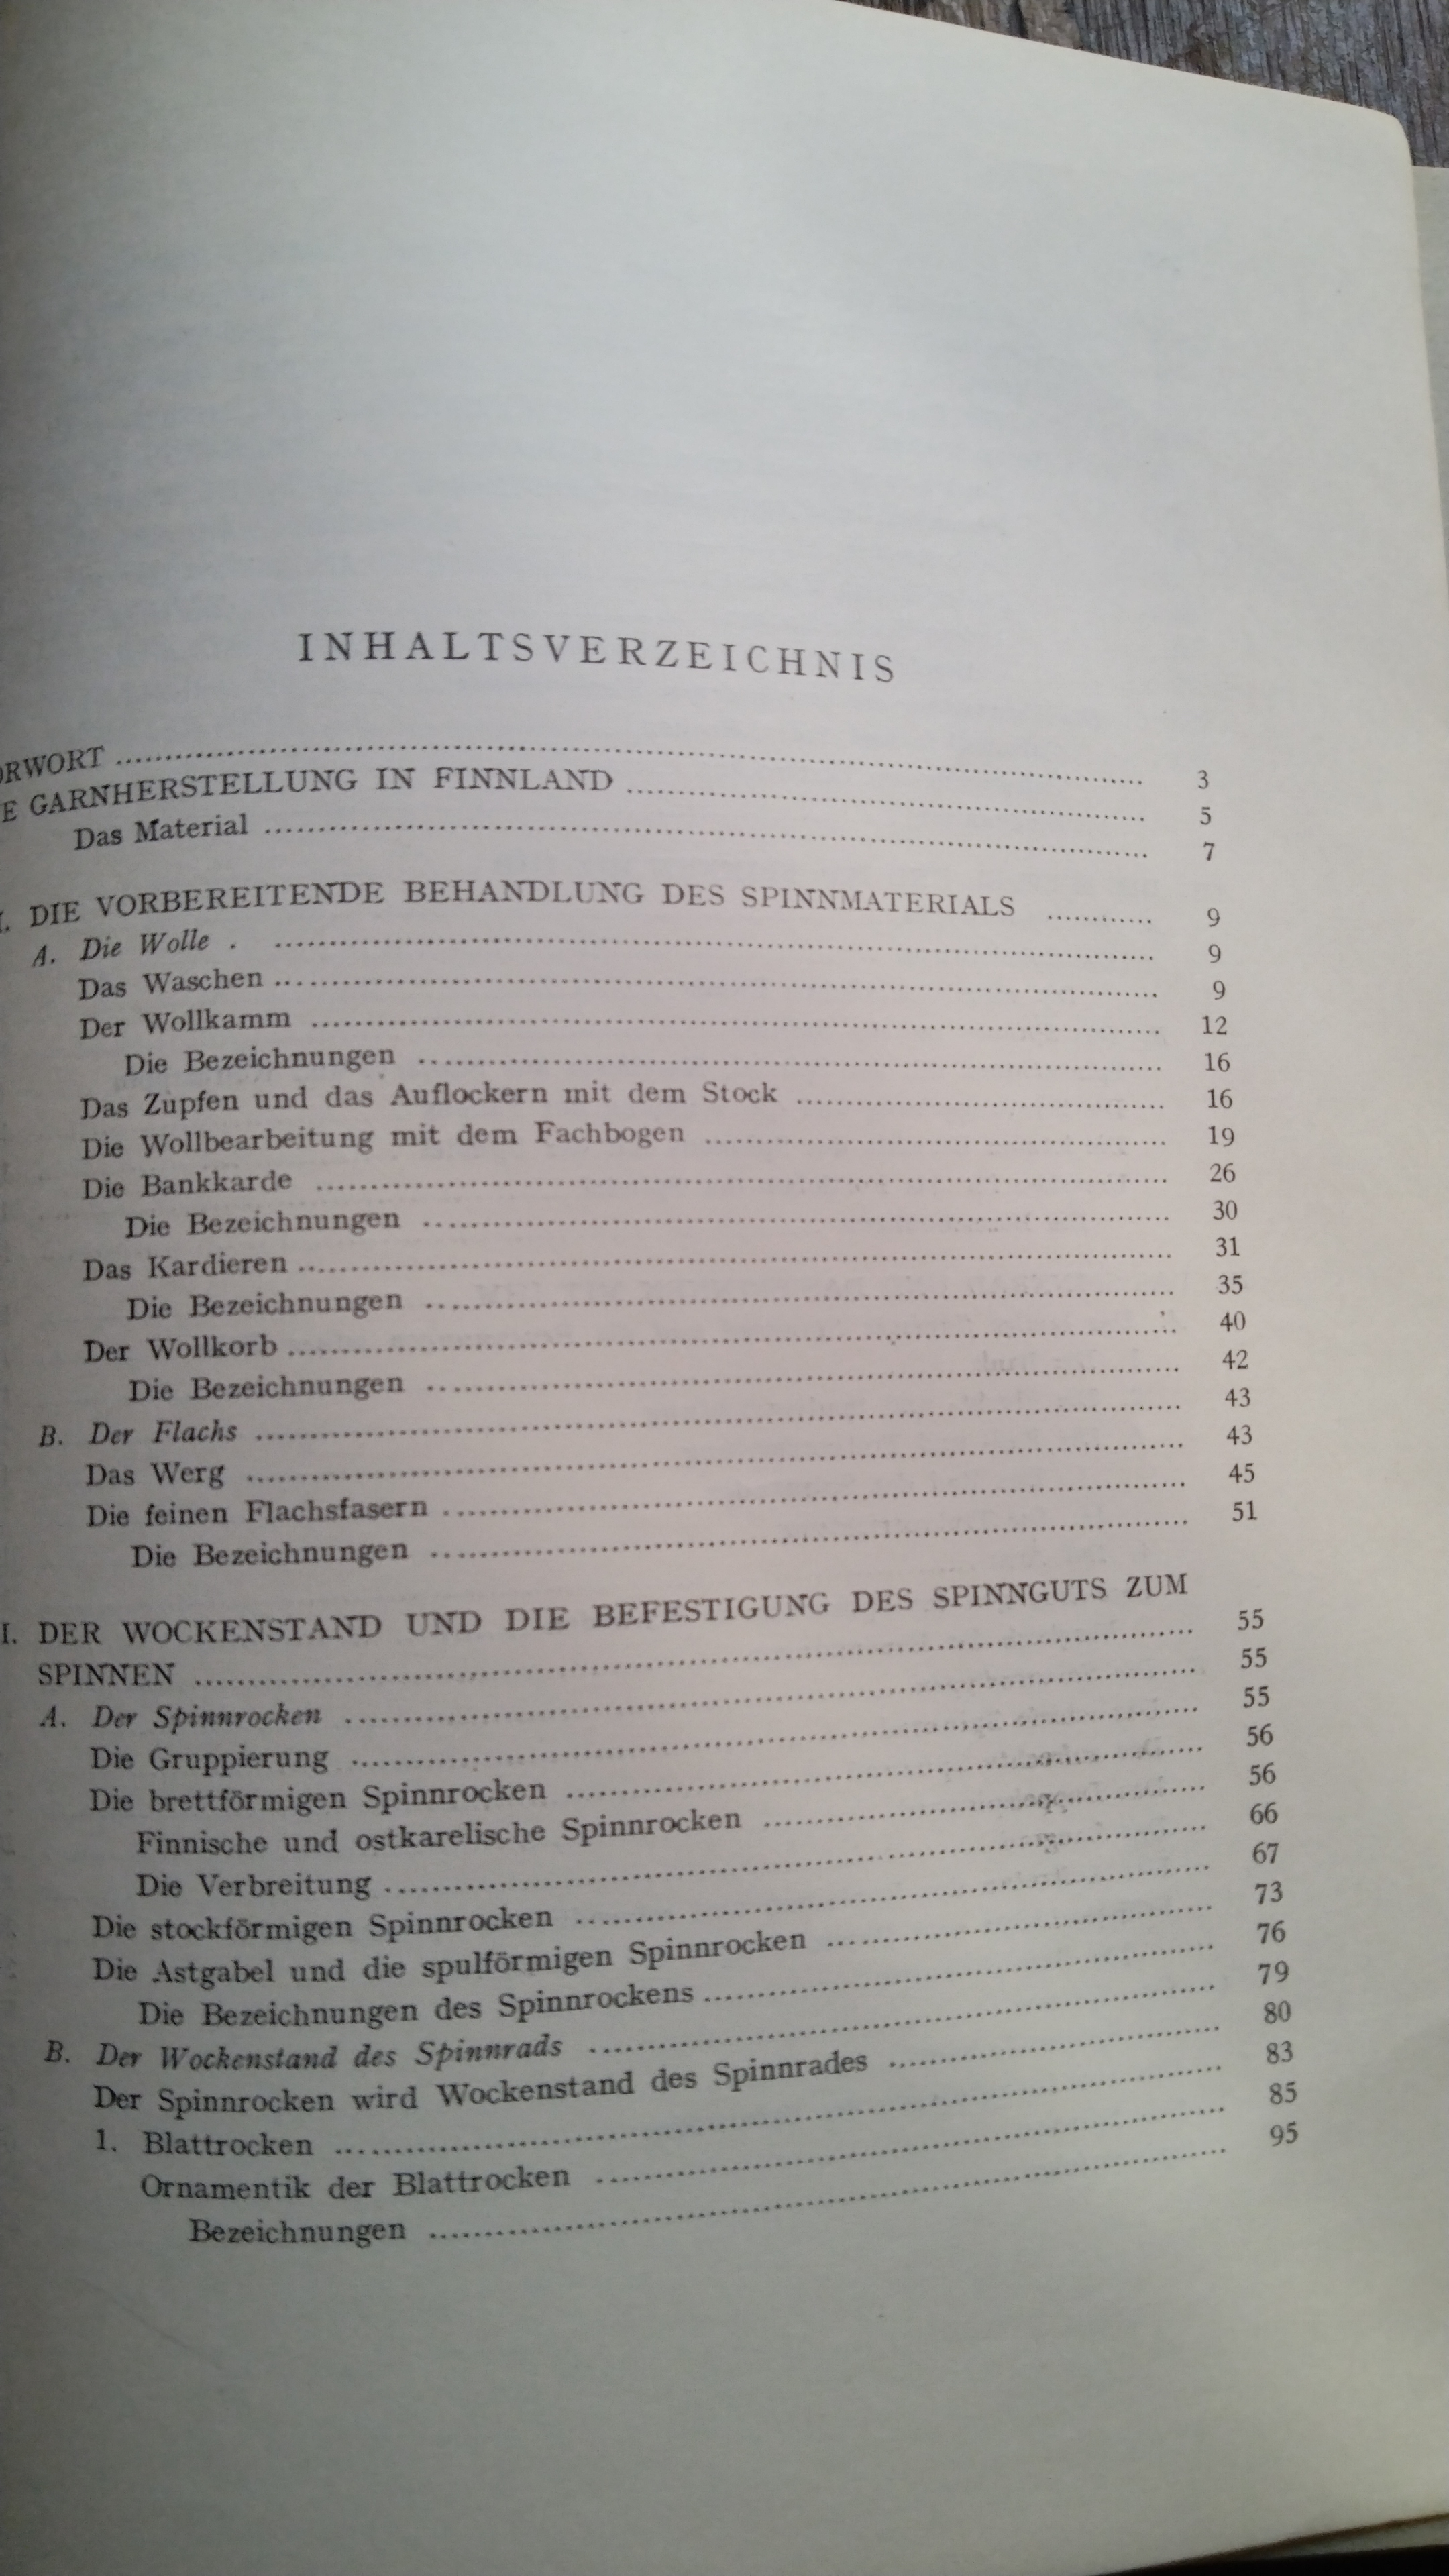 INHALTSVERZEICHNIS
ORWORT ........ 3
E GARNHERSTELLUNG IN FINNLAND ........ 5
Das Material ........ 7
I. DIE VORBEREITENDE BEHANDLUNG DES SPINNMATERIALS ........ 9
A. Die Wolle . ........ 9
Das Waschen ........ 9
Der Wollkamm ........ 12
Die Bezeichnungen ........ 16
Das Zupfen und das Auflockern mit dem Stock ........ 16
Die Wollbearbeitung mit dem Fachbogen ........ 19
Die Bankkarde ........ 26
Die Bezeichnungen ........ 30
Das Kardieren ........ 31
Die Bezeichnungen ........ 35
Der Wollkorb ........ 40
Die Bezeichnungen ........ 42
B. Der Flachs ........ 43
Das Werg ........ 43
Die feinen Flachsfasern ........ 45
Die Bezeichnungen ........ 51
I. DER WOCKENSTAND UND DIE BEFESTIGUNG DES SPINNGUTS ZUM
SPINNEN ........ 55
A. Der Spinnrocken ........ 55
Die Gruppierung ........ 55
Die brettförmigen Spinnrocken ........ 56
Finnische und ostkarelische Spinnrocken ........ 56
Die Verbreitung ........ 66
Die stockförmigen Spinnrocken ........ 67
Die Astgabel und die spulförmigen Spinnrocken ........ 73
Die Bezeichnungen des Spinnrockens ........ 76
B. Der Wockenstand des Spinnrads ........ 79
Der Spinnrocken wird Wockenstand des Spinnrades ........ 80
1. Blattrocken ........ 83
Ornamentik der Blattrocken ........ 85
Bezeichnungen ........ 95